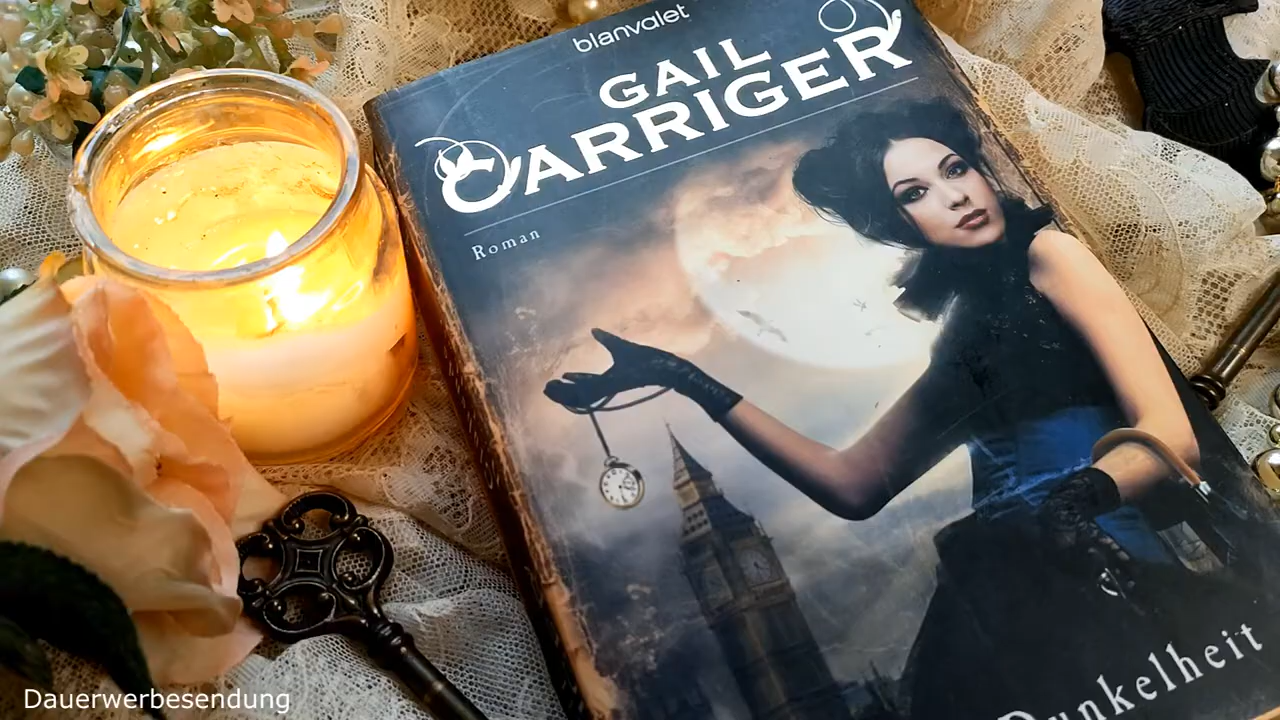 blanvalet
GAIL
CARRIGER
Roman
Dunkelheit
Dauerwerbesendung